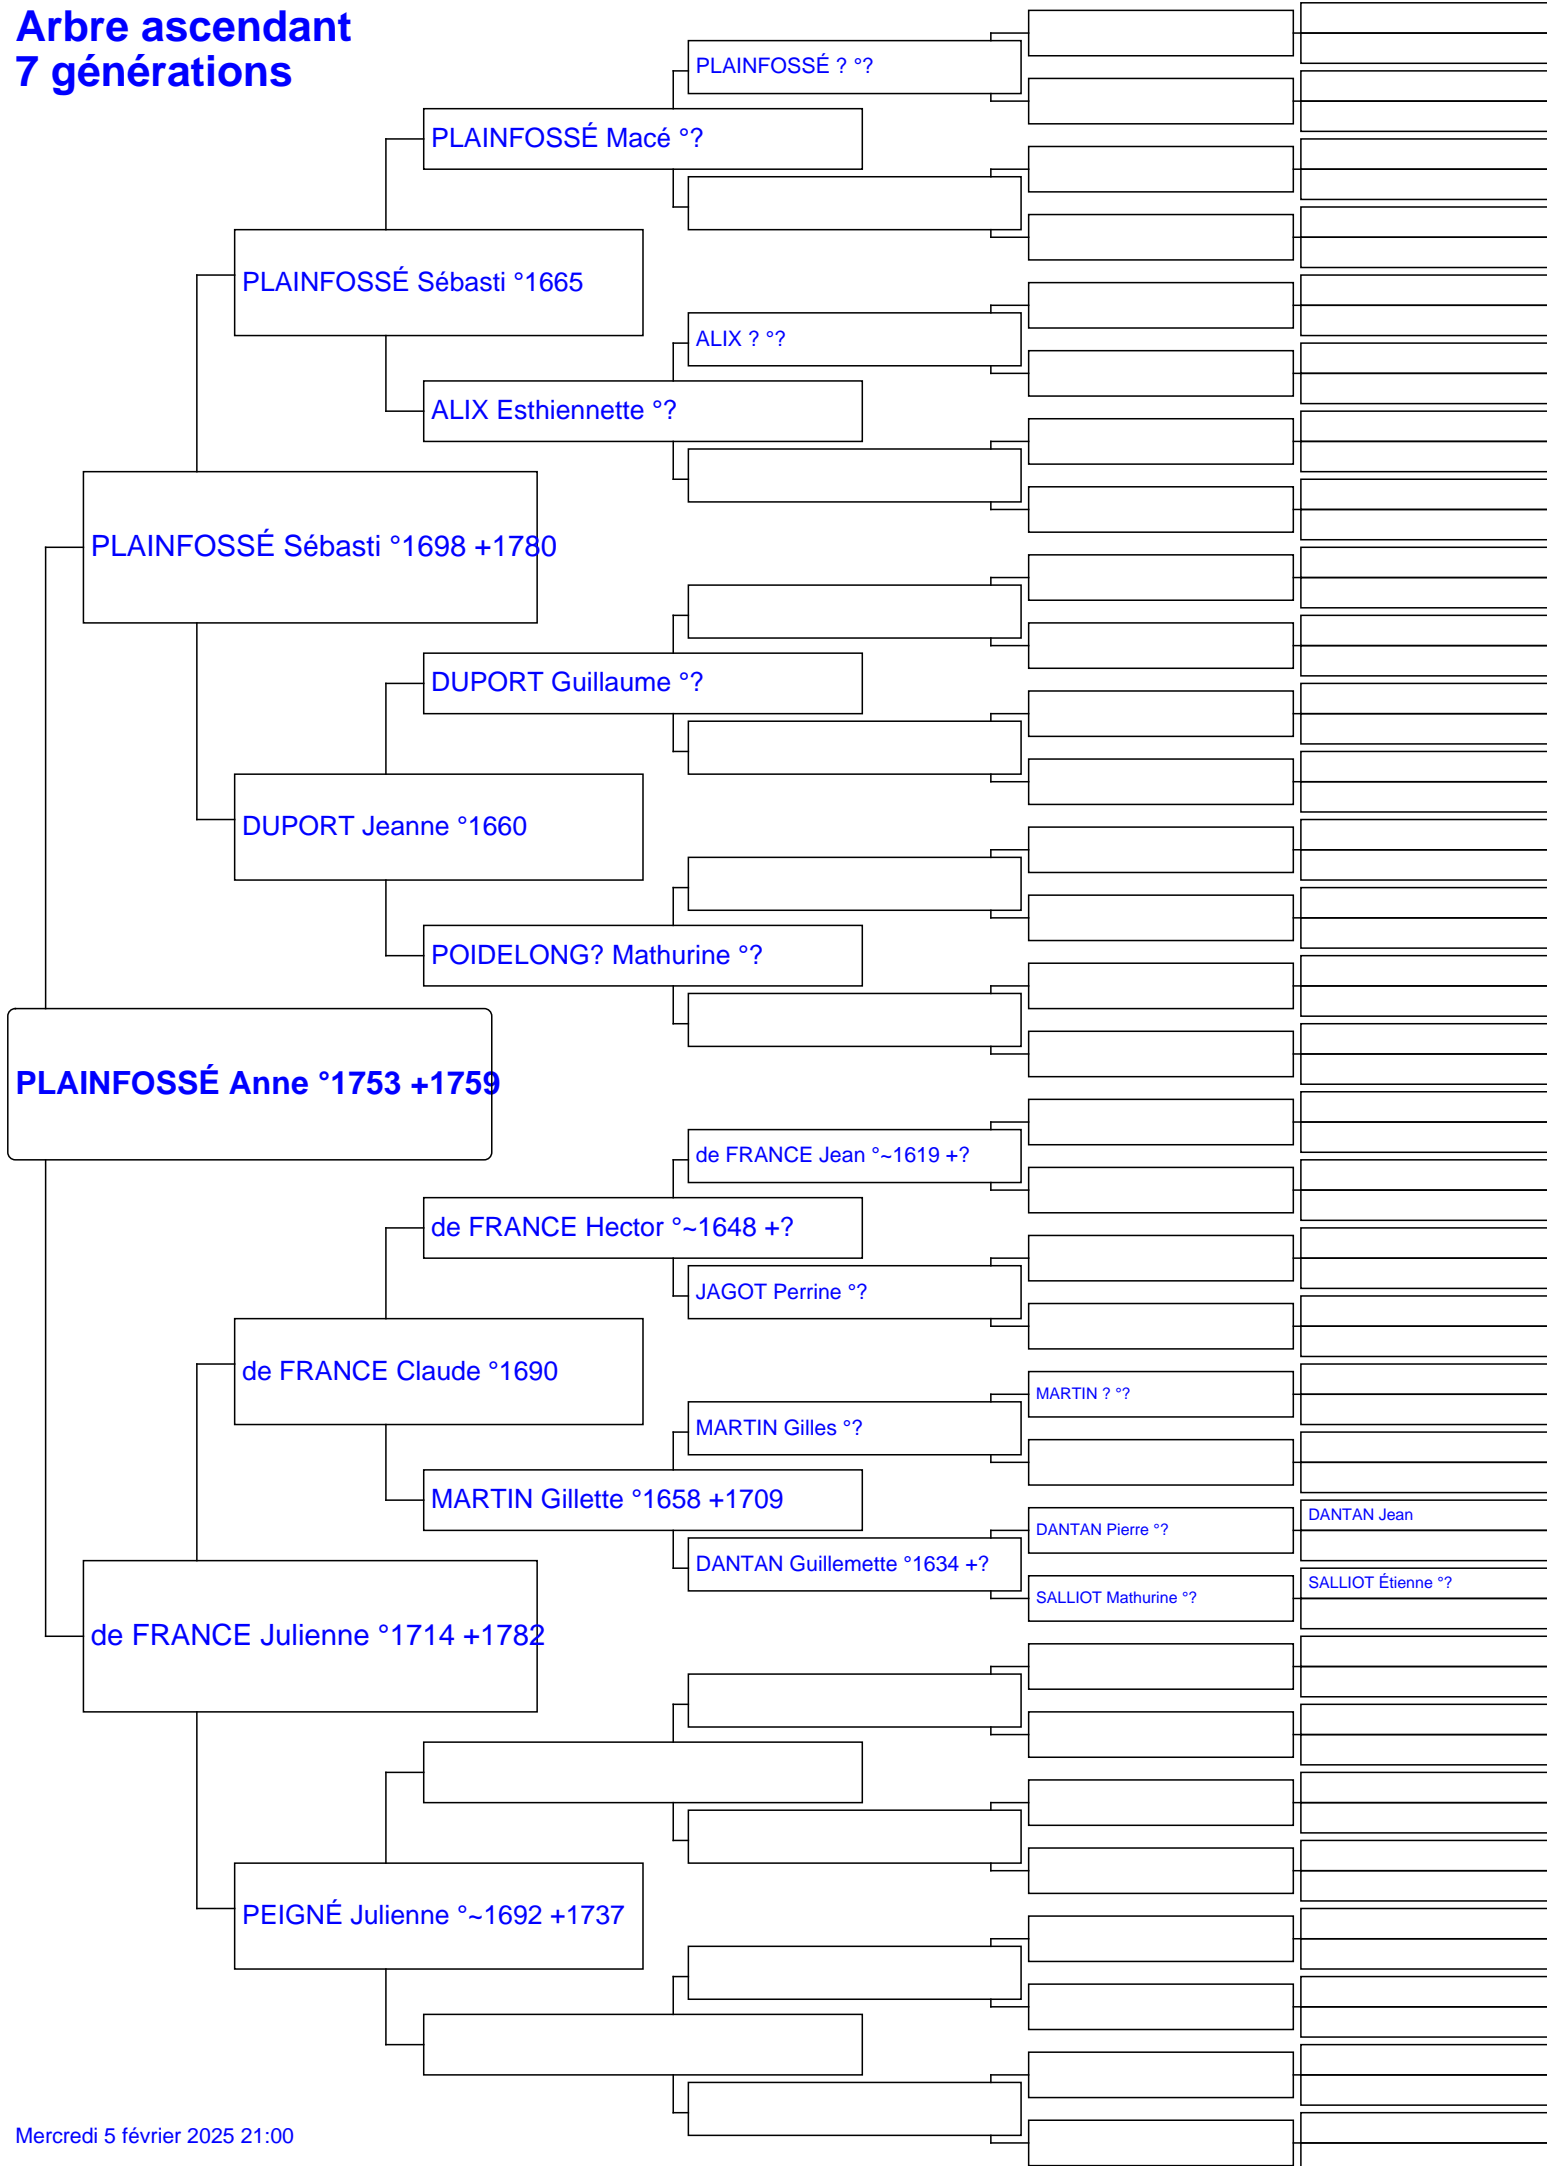 Arbre ascendant
7 générations
PLAINFOSSÉ ? °?
PLAINFOSSÉ Macé °?
PLAINFOSSÉ Sébasti °1665
ALIX ? °?
ALIX Esthiennette °?
PLAINFOSSÉ Sébasti °1698 +1780
DUPORT Guillaume °?
DUPORT Jeanne °1660
POIDELONG? Mathurine °?
PLAINFOSSÉ Anne °1753 +1759
de FRANCE Jean °~1619 +?
de FRANCE Hector °~1648 +?
JAGOT Perrine °?
de FRANCE Claude °1690
MARTIN ? °?
MARTIN Gilles °?
MARTIN Gillette °1658 +1709
DANTAN Jean
DANTAN Pierre °?
DANTAN Guillemette °1634 +?
SALLIOT Étienne °?
SALLIOT Mathurine °?
de FRANCE Julienne °1714 +1782
PEIGNÉ Julienne °~1692 +1737
Mercredi 5 février 2025 21:00